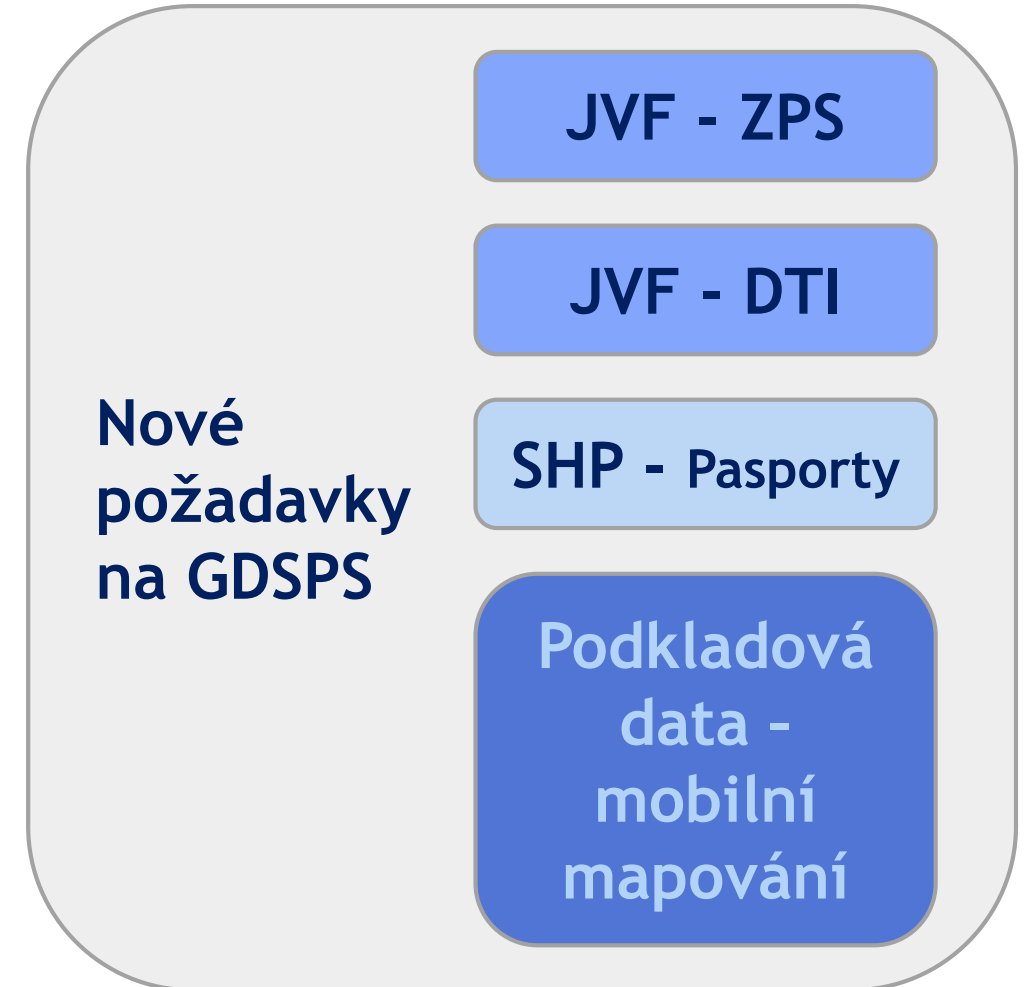 JVF - ZPS
JVF - DTI
Nové
požadavky
na GDSPS
SHP - Pasporty
Podkladová
data –
mobilní
mapování